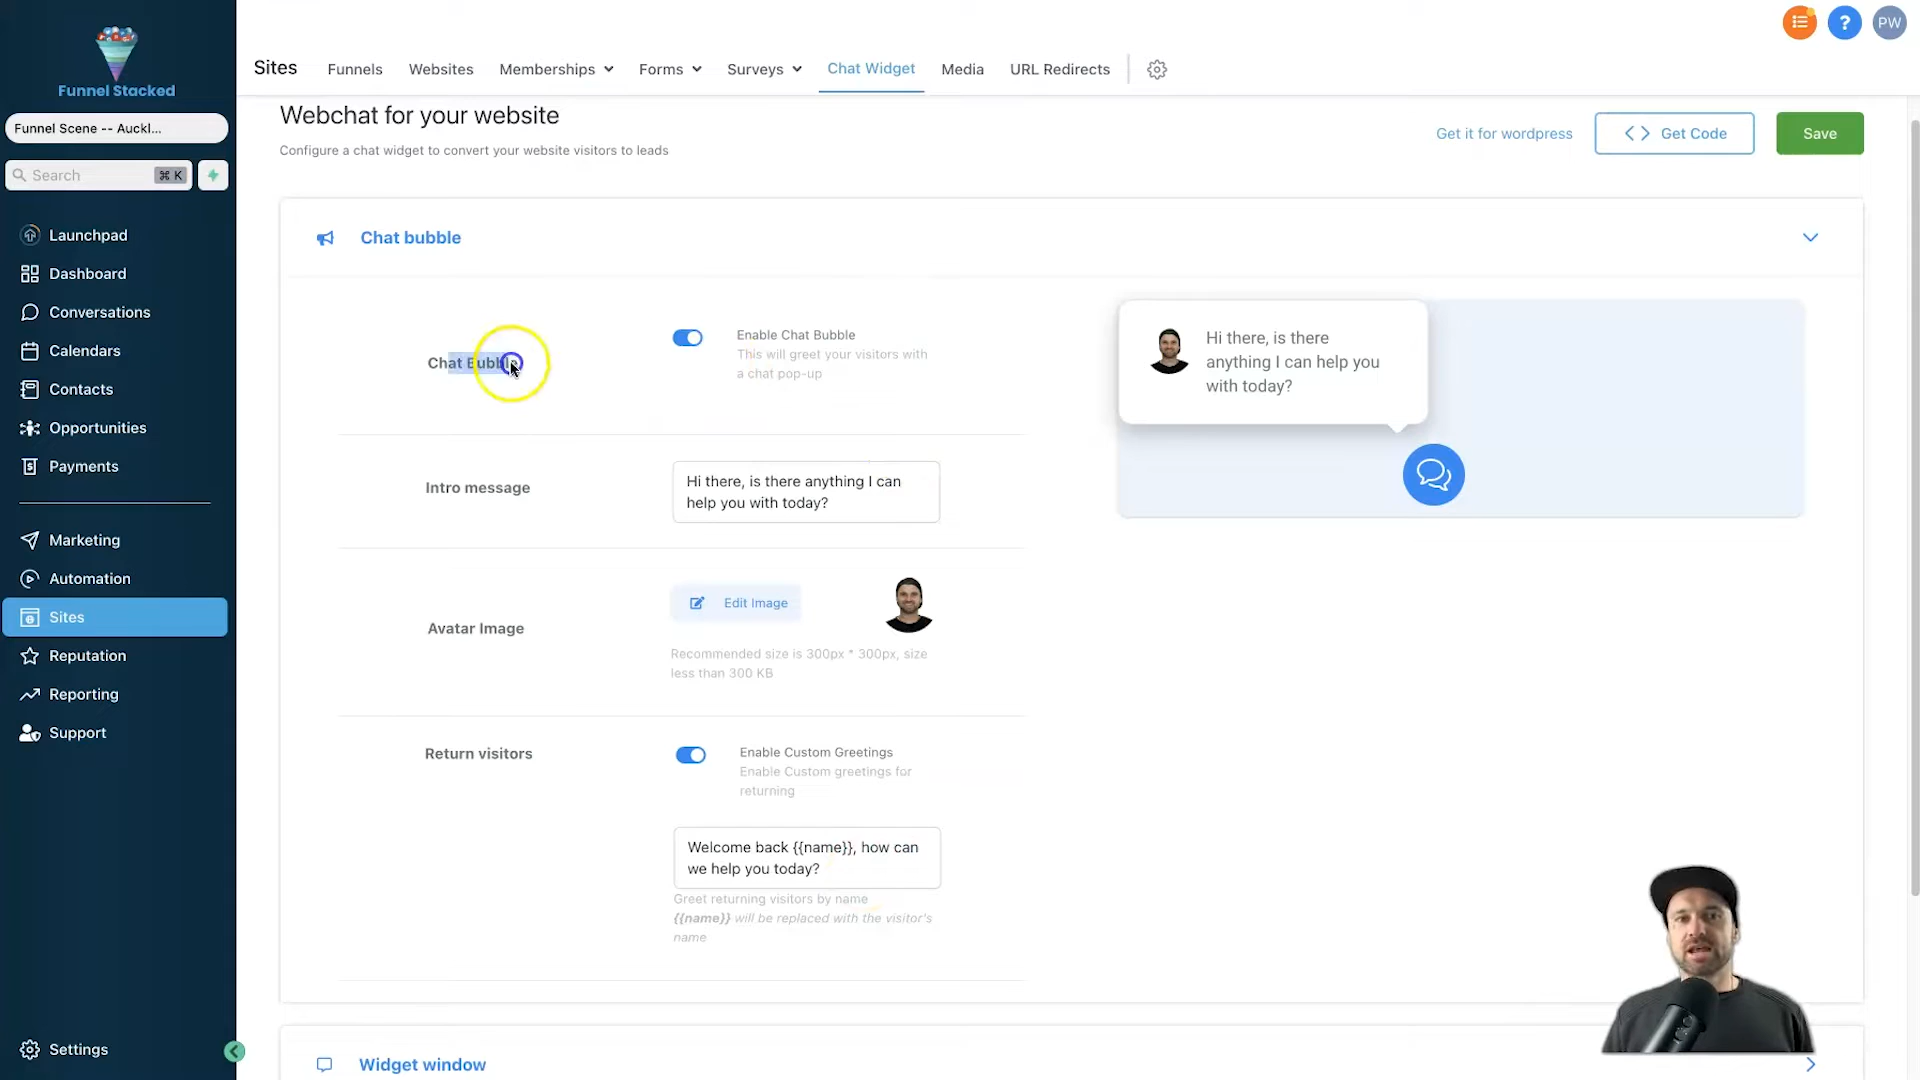 Funnel Stacked
Funnel Scene -- Auckl...
Search ⌘ K
Launchpad
Dashboard
Conversations
Calendars
Contacts
Opportunities
Payments
Marketing
Automation
Sites
Reputation
Reporting
Support
Settings
Sites Funnels Websites Memberships Forms Surveys Chat Widget Media URL Redirects
? PW
Webchat for your website
Configure a chat widget to convert your website visitors to leads
Get it for wordpress <> Get Code Save
Chat bubble
Chat Bubble
Enable Chat Bubble
This will greet your visitors with
a chat pop-up
Intro message
Hi there, is there anything I can
help you with today?
Avatar Image
Edit Image
Recommended size is 300px * 300px, size
less than 300 KB
Return visitors
Enable Custom Greetings
Enable Custom greetings for
returning
Welcome back {{name}}, how can
we help you today?
Greet returning visitors by name
{{name}} will be replaced with the visitor's
name
Hi there, is there
anything I can help you
with today?
Widget window